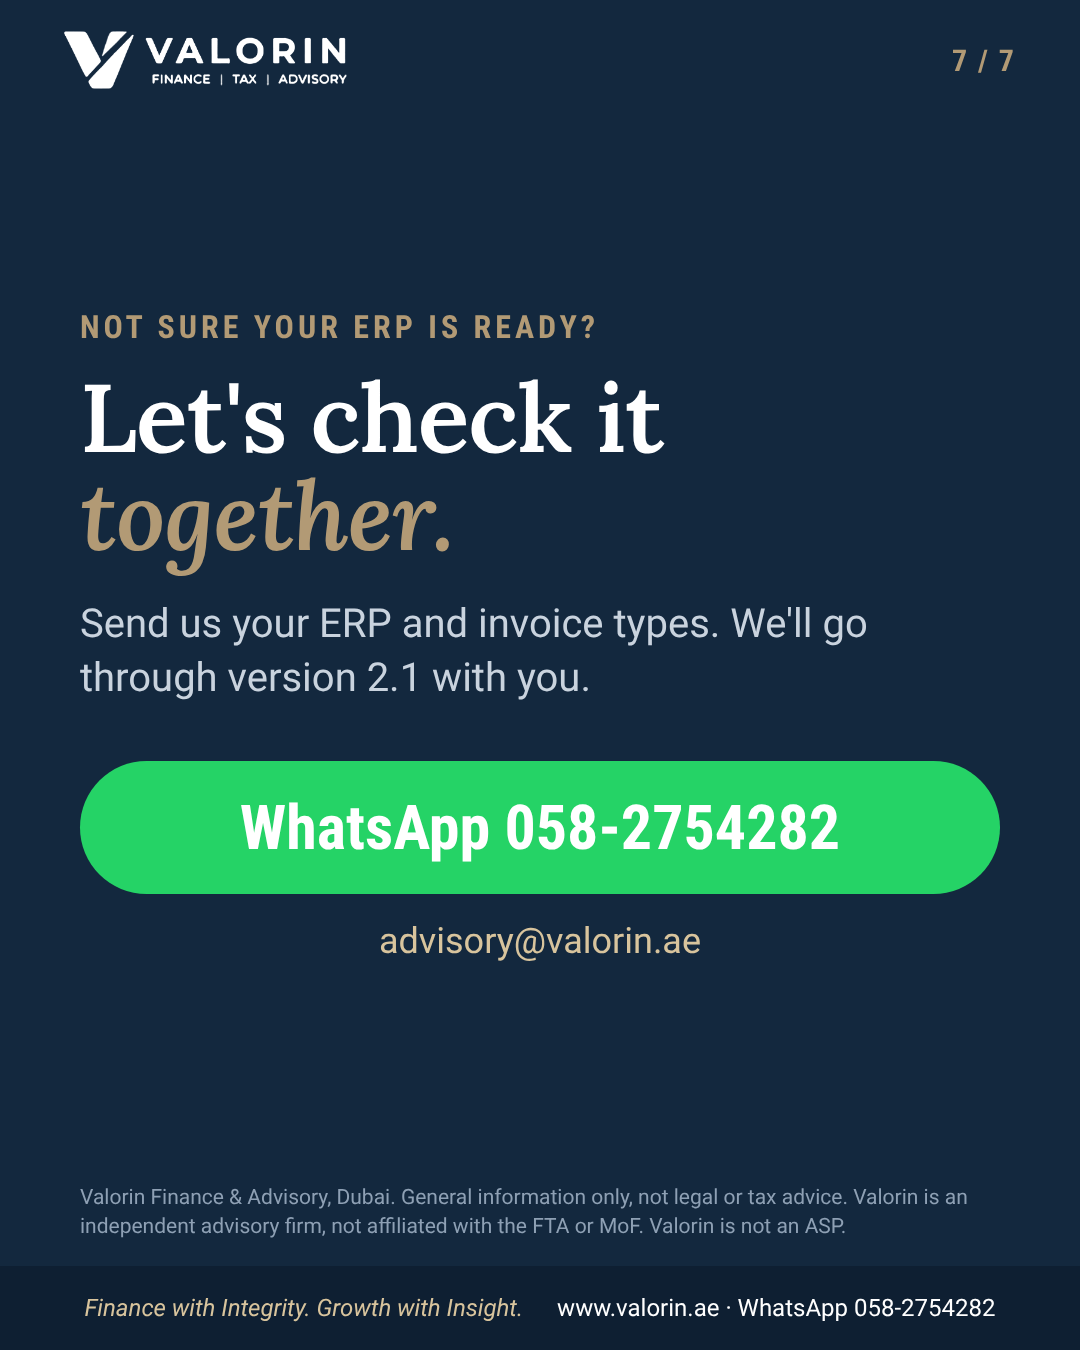 VALORIN
FINANCE | TAX | ADVISORY
7 / 7
NOT SURE YOUR ERP IS READY?
Let's check it
together.
Send us your ERP and invoice types. We'll go
through version 2.1 with you.
WhatsApp 058-2754282
advisory@valorin.ae
Valorin Finance & Advisory, Dubai. General information only, not legal or tax advice. Valorin is an
independent advisory firm, not affiliated with the FTA or MoF. Valorin is not an ASP.
Finance with Integrity. Growth with Insight.
www.valorin.ae · WhatsApp 058-2754282